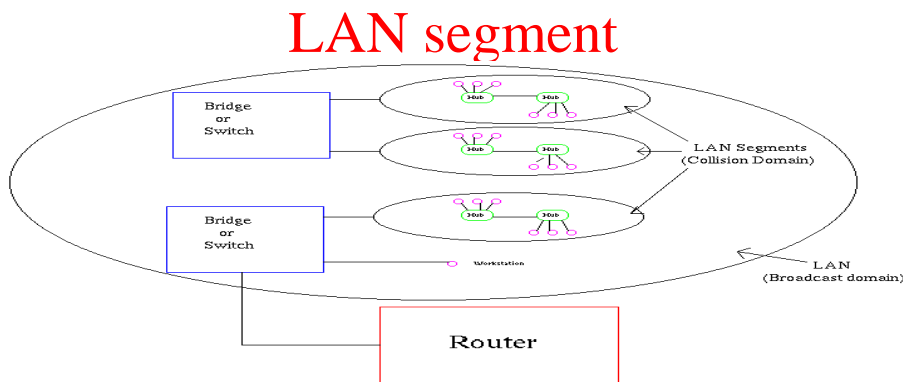 LAN segment
Bridge
or
Switch
Hub
Hub
Hub
Hub
LAN Segments
(Collision Domain)
Bridge
or
Switch
Hub
Hub
Workstation
LAN
(Broadcast domain)
Router